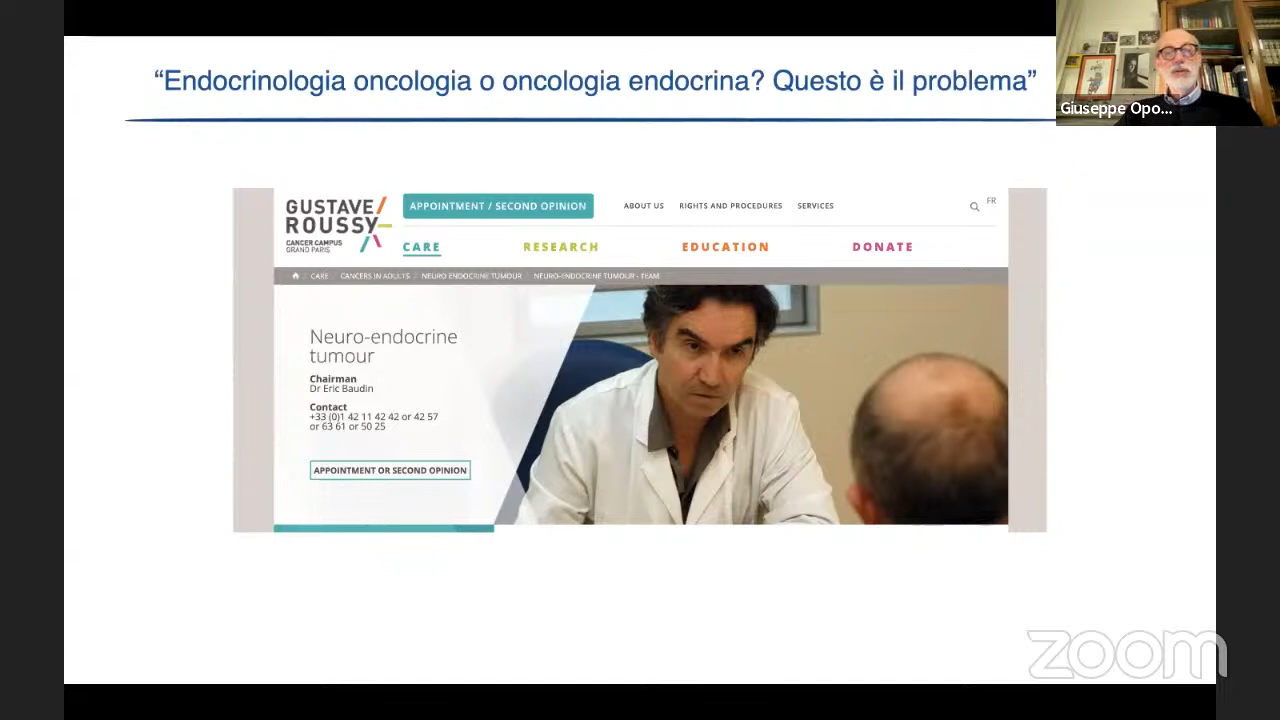 “Endocrinologia oncologia o oncologia endocrina? Questo è il problema”
Giuseppe Opo...
GUSTAVE/
ROUSSY
CANCER CAMPUS
GRAND PARIS
APPOINTMENT / SECOND OPINION
ABOUT US RIGHTS AND PROCEDURES SERVICES
FR
CARE RESEARCH EDUCATION DONATE
CARE / CANCERS IN ADULTS / NEURO ENDOCRINE TUMOUR / NEURO-ENDOCRINE TUMOUR - TEAM
Neuro-endocrine
tumour
Chairman
Dr Eric Baudin
Contact
+33 (0)1 42 11 42 42 or 42 57
or 63 61 or 50 25
APPOINTMENT OR SECOND OPINION
zoom